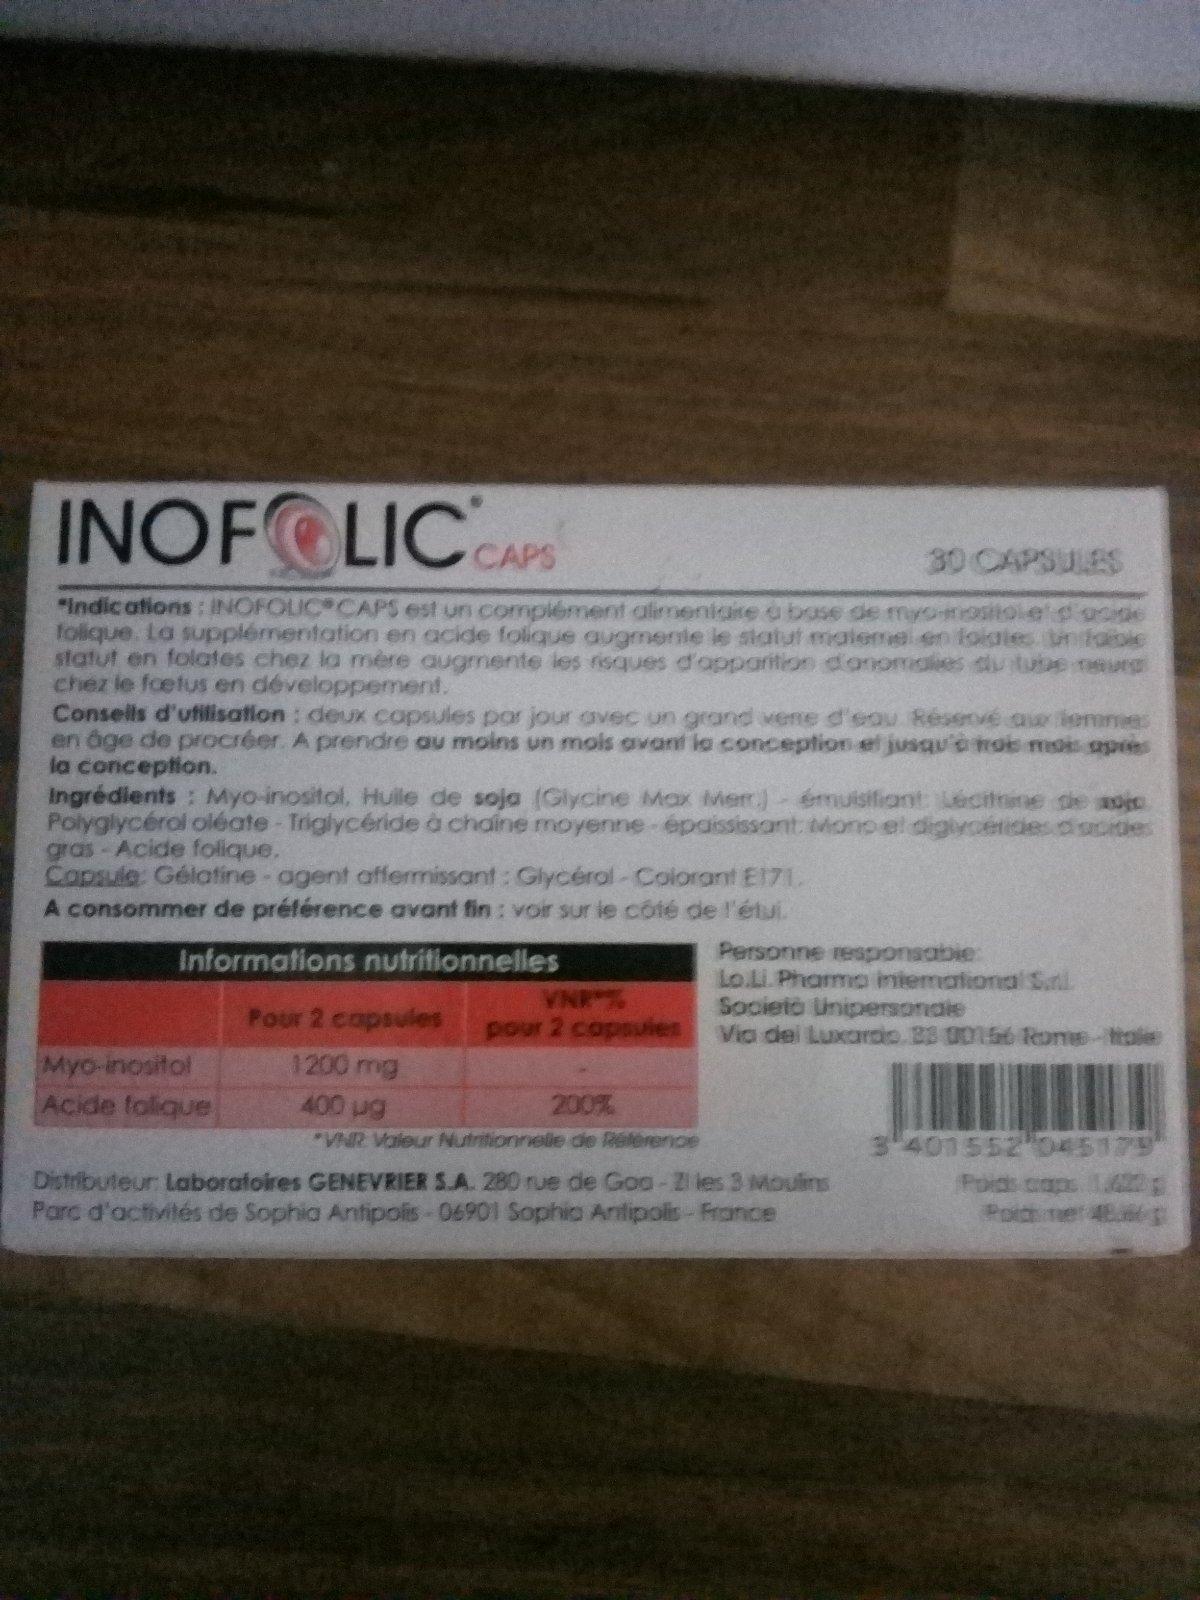 INOFOLIC® CAPS
30 CAPSULES
*Indications : INOFOLIC® CAPS est un complément alimentaire à base de myo-inositol et d'acide
folique. La supplémentation en acide folique augmente le statut maternel en folates. Un faible
statut en folates chez la mère augmente les risques d'apparition d'anomalies du tube neural
chez le fœtus en développement.
Conseils d'utilisation : deux capsules par jour avec un grand verre d'eau. Réservé aux femmes
en âge de procréer. A prendre au moins un mois avant la conception et jusqu'à trois mois après
la conception.
Ingrédients : Myo-inositol, Huile de soja (Glycine Max Merr.) - émulsifiant: Lécithine de soja
Polyglycérol oléate - Triglycéride à chaîne moyenne - épaississant: Mono et diglycérides d'acides
gras - Acide folique.
Capsule: Gélatine - agent affermissant : Glycérol - Colorant E171.
A consommer de préférence avant fin : voir sur le côté de l'étui.
Informations nutritionnelles
Pour 2 capsules
VNR*%
pour 2 capsules
Myo-inositol 1200 mg -
Acide folique 400 µg 200%
*VNR: Valeur Nutritionnelle de Référence
Personne responsable:
Lo.Li. Pharma International S.r.l.
Società Unipersonale
Via dei Luxardo, 33 00156 Rome - Italie
3 401552 045179
Distributeur: Laboratoires GENEVRIER S.A. 280 rue de Goa - ZI les 3 Moulins
Parc d'activités de Sophia Antipolis - 06901 Sophia Antipolis - France
Poids caps. 1,622 g
Poids net 48,66 g